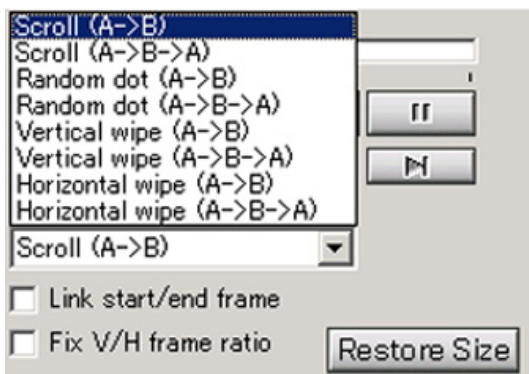 Scroll (A->B)
Scroll (A->B->A)
Random dot (A->B)
Random dot (A->B->A)
Vertical wipe (A->B)
Vertical wipe (A->B->A)
Horizontal wipe (A->B)
Horizontal wipe (A->B->A)
Scroll (A->B)
Link start/end frame
Fix V/H frame ratio
Restore Size